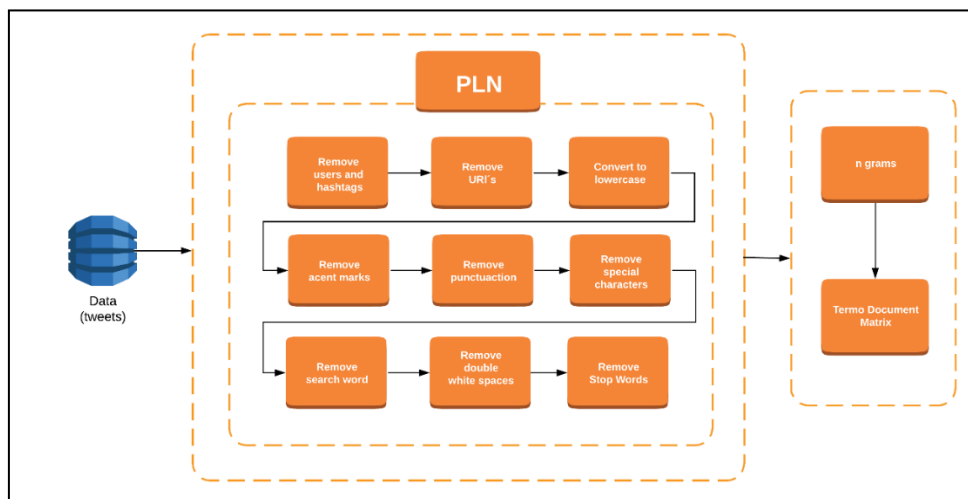 PLN
Remove
users and
hashtags
Remove
URI´s
Convert to
lowercase
Remove
acent marks
Remove
punctuaction
Remove
special
characters
Remove
search word
Remove
double
white spaces
Remove
Stop Words
Data
(tweets)
n grams
Termo Document
Matrix